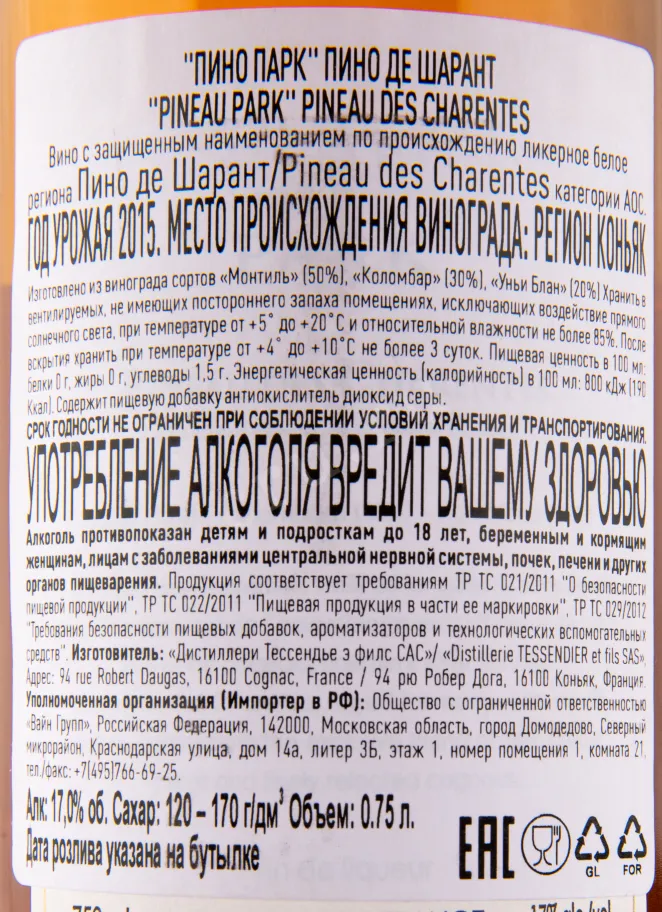 "ПИНО ПАРК" ПИНО ДЕ ШАРАНТ
"PINEAU PARK" PINEAU DES CHARENTES
Вино с защищенным наименованием по происхождению ликерное белое
региона Пино де Шарант/Pineau des Charentes категории АОС.
ГОД УРОЖАЯ 2015. МЕСТО ПРОИСХОЖДЕНИЯ ВИНОГРАДА: РЕГИОН КОНЬЯК
Изготовлено из винограда сортов «Монтиль» (50%), «Коломбар» (30%), «Уньи Блан» (20%) Хранить в
вентилируемых, не имеющих постороннего запаха помещениях, исключающих воздействие прямого
солнечного света, при температуре от +5˚ до +20˚С и относительной влажности не более 85%. После
вскрытия хранить при температуре от +4˚ до +10˚С не более 3 суток. Пищевая ценность в 100 мл:
белки 0 г, жиры 0 г, углеводы 1,5 г. Энергетическая ценность (калорийность) в 100 мл: 800 кДж (190
Ккал). Содержит пищевую добавку антиокислитель диоксид серы.
СРОК ГОДНОСТИ НЕ ОГРАНИЧЕН ПРИ СОБЛЮДЕНИИ УСЛОВИЙ ХРАНЕНИЯ И ТРАНСПОРТИРОВАНИЯ.
УПОТРЕБЛЕНИЕ АЛКОГОЛЯ ВРЕДИТ ВАШЕМУ ЗДОРОВЬЮ
Алкоголь противопоказан детям и подросткам до 18 лет, беременным и кормящим
женщинам, лицам с заболеваниями центральной нервной системы, почек, печени и других
органов пищеварения. Продукция соответствует требованиям ТР ТС 021/2011 "О безопасности
пищевой продукции", ТР ТС 022/2011 "Пищевая продукция в части ее маркировки", ТР ТС 029/2012
"Требования безопасности пищевых добавок, ароматизаторов и технологических вспомогательных
средств". Изготовитель: «Дистиллери Тессендье э филс САС»/ «Distillerie TESSENDIER et fils SAS»,
Адрес: 94 rue Robert Daugas, 16100 Cognac, France / 94 рю Робер Дога, 16100 Коньяк, Франция.
Уполномоченная организация (Импортер в РФ): Общество с ограниченной ответственностью
«Вайн Групп», Российская Федерация, 142000, Московская область, город Домодедово, Северный
микрорайон, Краснодарская улица, дом 14а, литер 3Б, этаж 1, номер помещения 1, комната 21,
тел./факс: +7(495)766-69-25.
Алк: 17,0% об. Сахар: 120 – 170 г/дм³ Объем: 0.75 л.
Дата розлива указана на бутылке
EAC
GL
FOR